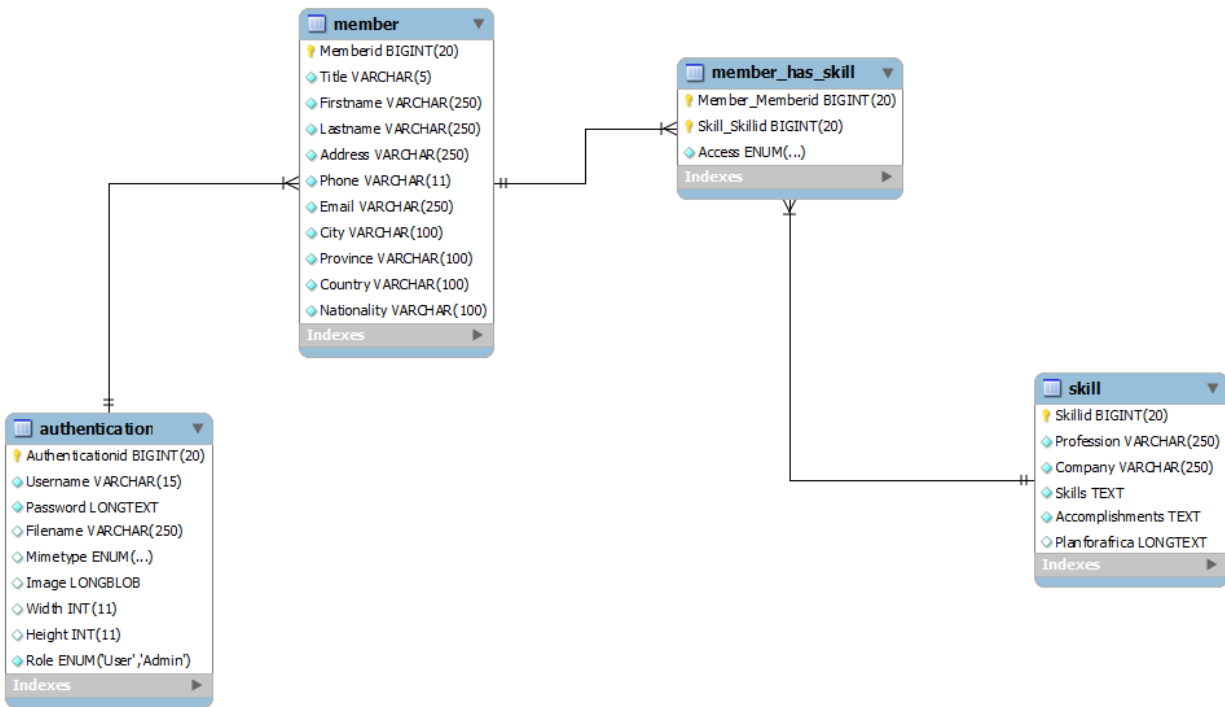 member
Memberid BIGINT(20)
Title VARCHAR(5)
Firstname VARCHAR(250)
Lastname VARCHAR(250)
Address VARCHAR(250)
Phone VARCHAR(11)
Email VARCHAR(250)
City VARCHAR(100)
Province VARCHAR(100)
Country VARCHAR(100)
Nationality VARCHAR(100)
Indexes
member_has_skill
Member_Memberid BIGINT(20)
Skill_Skillid BIGINT(20)
Access ENUM(...)
Indexes
authentication
Authenticationid BIGINT(20)
Username VARCHAR(15)
Password LONGTEXT
Filename VARCHAR(250)
Mimetype ENUM(...)
Image LONGBLOB
Width INT(11)
Height INT(11)
Role ENUM('User','Admin')
Indexes
skill
Skillid BIGINT(20)
Profession VARCHAR(250)
Company VARCHAR(250)
Skills TEXT
Accomplishments TEXT
Planforafrica LONGTEXT
Indexes